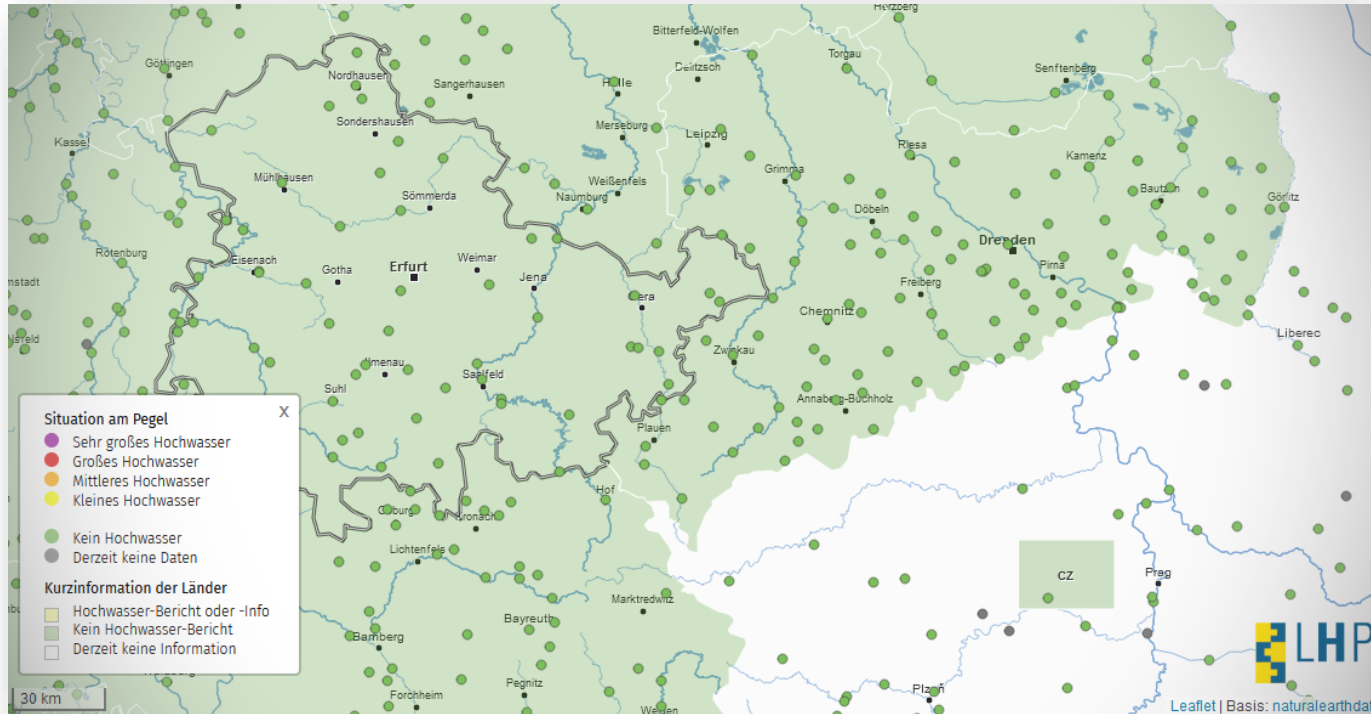 Herzberg
Bitterfeld-Wolfen
Torgau
Göttingen
Nordhausen
Delitzsch
Senftenberg
Sangerhausen
Halle
Sondershausen
Merseburg
Leipzig
Kassel
Riesa
Kamenz
Grimma
Mühlhausen
Weißenfels
Sömmerda
Naumburg
Bautzen
Görlitz
Döbeln
Dresden
Rotenburg
Eisenach
Gotha
Erfurt
Weimar
Jena
Pirna
Freiberg
Gera
Chemnitz
Liberec
Zwickau
Ilmenau
Saalfeld
Suhl
Annaberg-Buchholz
Plauen
Hof
Coburg
Kronach
Lichtenfels
Marktredwitz
CZ
Prag
Bayreuth
Bamberg
Pegnitz
Forchheim
Plzeň
Weiden
Situation am Pegel
X
Sehr großes Hochwasser
Großes Hochwasser
Mittleres Hochwasser
Kleines Hochwasser
Kein Hochwasser
Derzeit keine Daten
Kurzinformation der Länder
Hochwasser-Bericht oder -Info
Kein Hochwasser-Bericht
Derzeit keine Information
30 km
LHP
Leaflet | Basis: naturalearthda